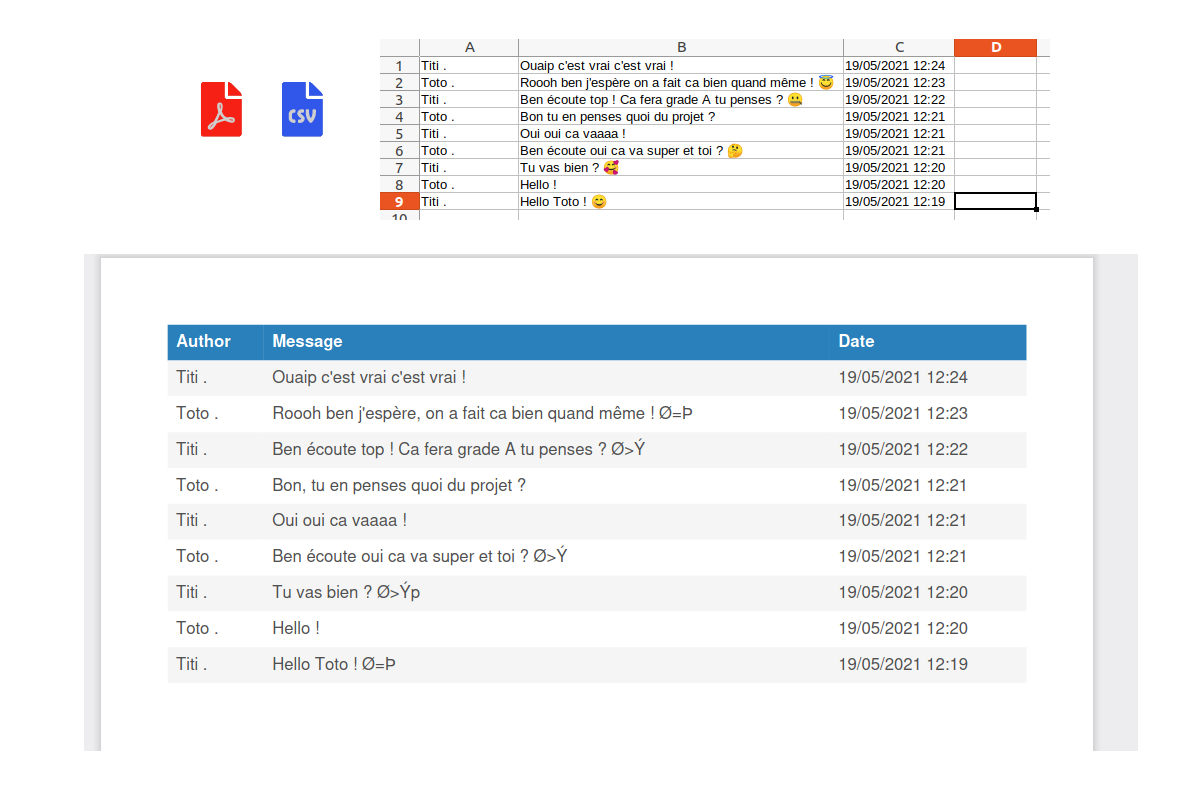 CSV
A B C D
1 Titi . Ouaip c'est vrai c'est vrai ! 19/05/2021 12:24
2 Toto . Roooh ben j'espère on a fait ca bien quand même ! 😇 19/05/2021 12:23
3 Titi . Ben écoute top ! Ca fera grade A tu penses ? 🤐 19/05/2021 12:22
4 Toto . Bon tu en penses quoi du projet ? 19/05/2021 12:21
5 Titi . Oui oui ca vaaaa ! 19/05/2021 12:21
6 Toto . Ben écoute oui ca va super et toi ? 🤔 19/05/2021 12:21
7 Titi . Tu vas bien ? 🥰 19/05/2021 12:20
8 Toto . Hello ! 19/05/2021 12:20
9 Titi . Hello Toto ! 😊 19/05/2021 12:19
10
Author Message Date
Titi . Ouaip c'est vrai c'est vrai ! 19/05/2021 12:24
Toto . Roooh ben j'espère, on a fait ca bien quand même ! Ø=Þ 19/05/2021 12:23
Titi . Ben écoute top ! Ca fera grade A tu penses ? Ø>Ý 19/05/2021 12:22
Toto . Bon, tu en penses quoi du projet ? 19/05/2021 12:21
Titi . Oui oui ca vaaaa ! 19/05/2021 12:21
Toto . Ben écoute oui ca va super et toi ? Ø>Ý 19/05/2021 12:21
Titi . Tu vas bien ? Ø>Ýp 19/05/2021 12:20
Toto . Hello ! 19/05/2021 12:20
Titi . Hello Toto ! Ø=Þ 19/05/2021 12:19